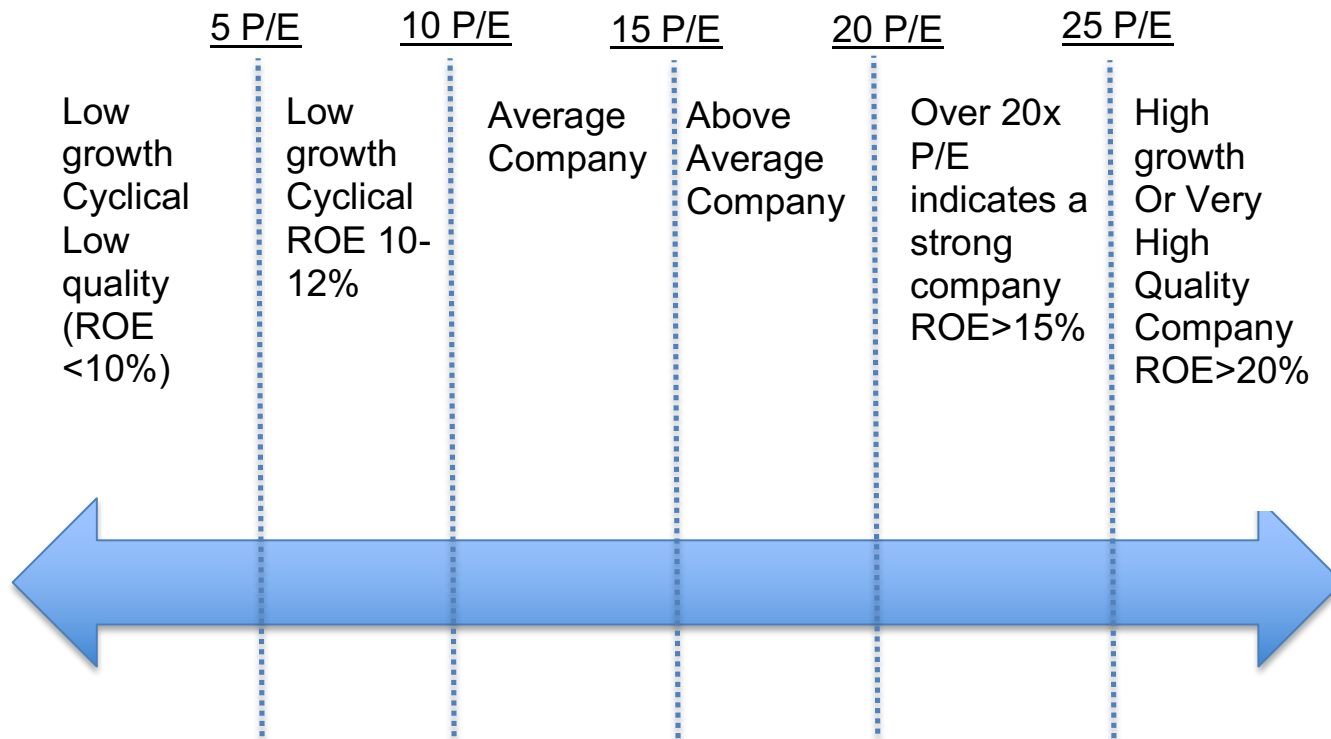 5 P/E
10 P/E
15 P/E
20 P/E
25 P/E
Low
growth
Cyclical
Low
quality
(ROE
<10%)
Low
growth
Cyclical
ROE 10-
12%
Average
Company
Above
Average
Company
Over 20x
P/E
indicates a
strong
company
ROE>15%
High
growth
Or Very
High
Quality
Company
ROE>20%